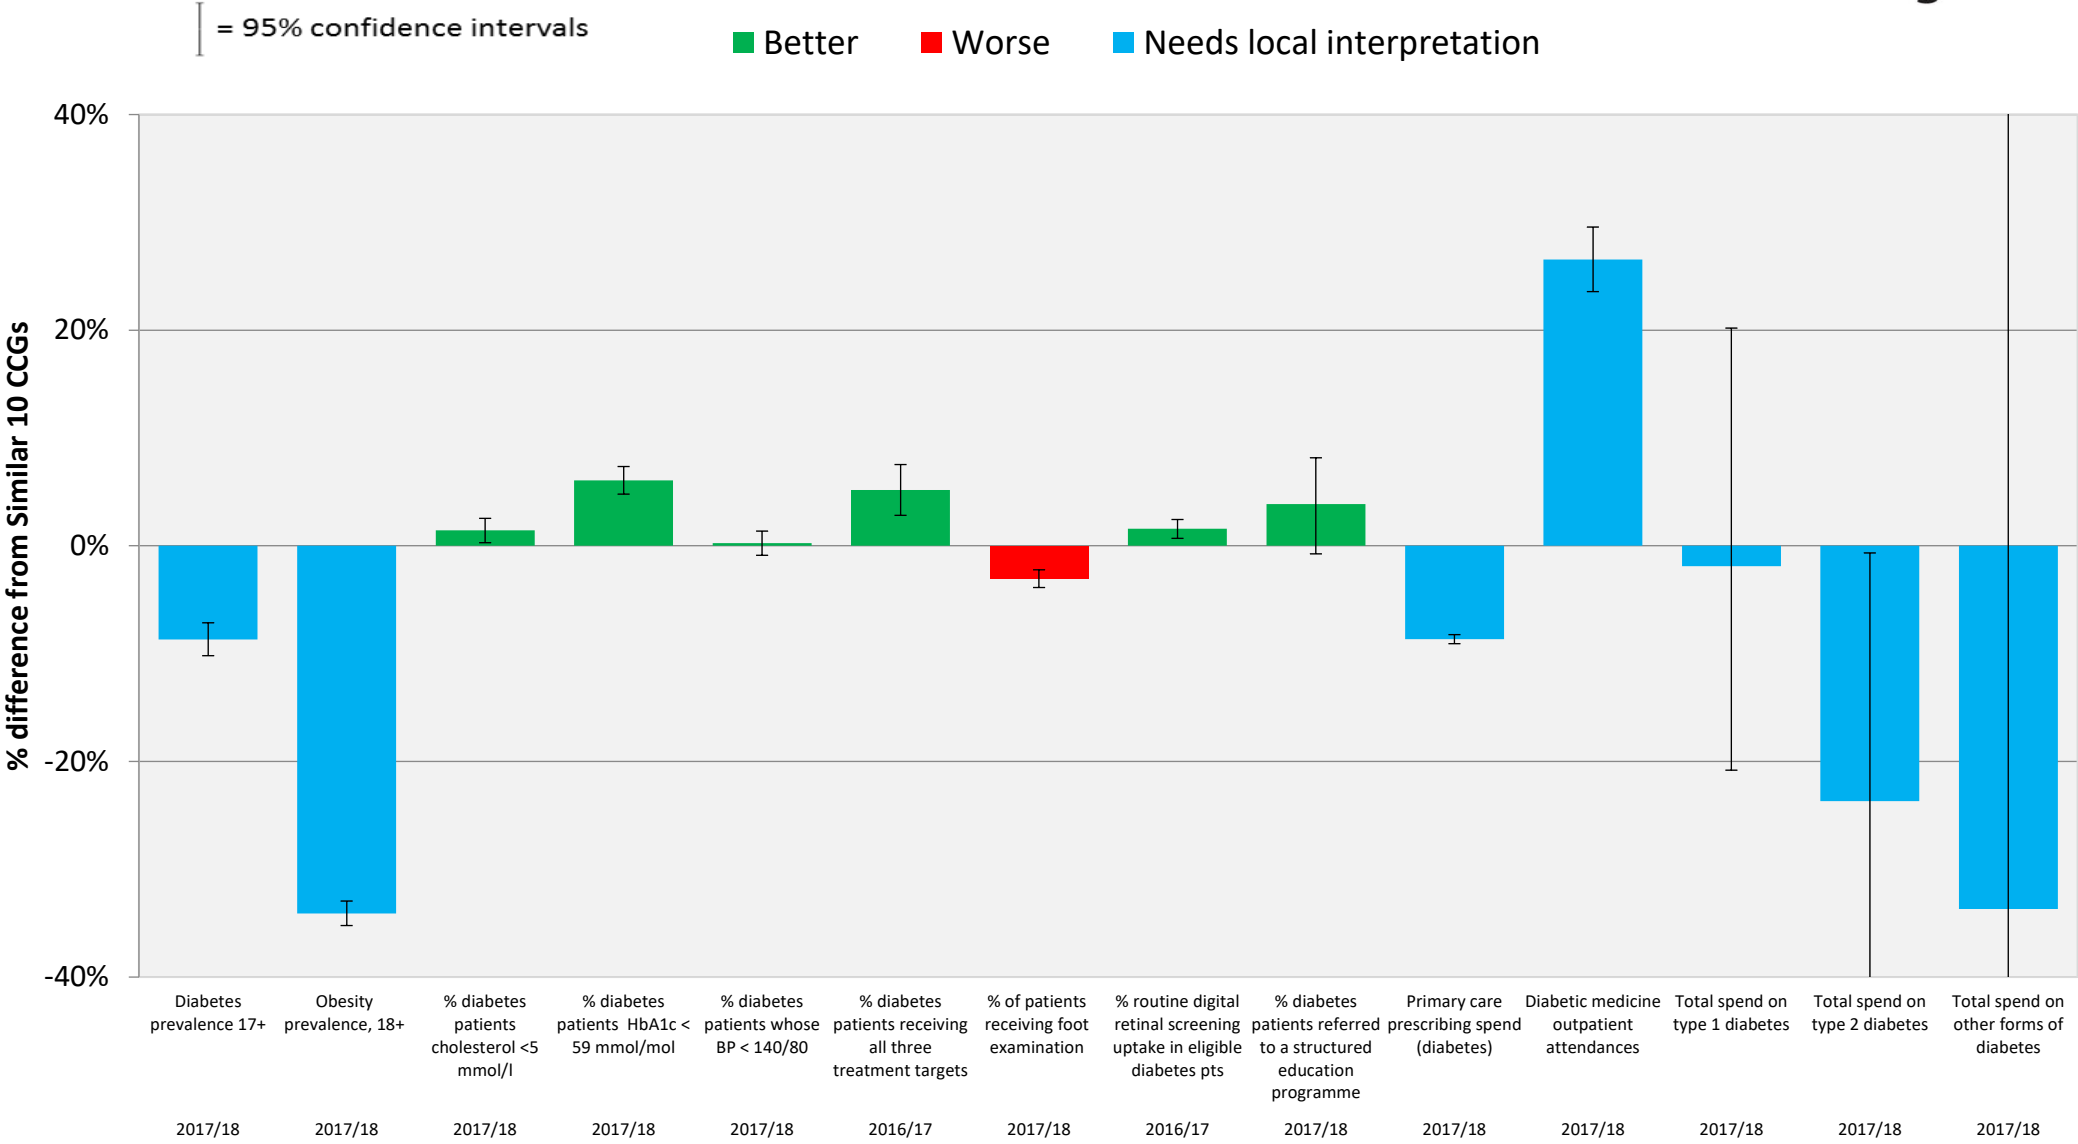 = 95% confidence intervals
Better
Worse
Needs local interpretation
% difference from Similar 10 CCGs
40%
20%
0%
-20%
-40%
Diabetes
prevalence 17+
2017/18
Obesity
prevalence, 18+
2017/18
% diabetes
patients
cholesterol <5
mmol/l
2017/18
% diabetes
patients HbA1c <
59 mmol/mol
2017/18
% diabetes
patients whose
BP < 140/80
2017/18
% diabetes
patients receiving
all three
treatment targets
2016/17
% of patients
receiving foot
examination
2017/18
% routine digital
retinal screening
uptake in eligible
diabetes pts
2016/17
% diabetes
patients referred
to a structured
education
programme
2017/18
Primary care
prescribing spend
(diabetes)
2017/18
Diabetic medicine
outpatient
attendances
2017/18
Total spend on
type 1 diabetes
2017/18
Total spend on
type 2 diabetes
2017/18
Total spend on
other forms of
diabetes
2017/18